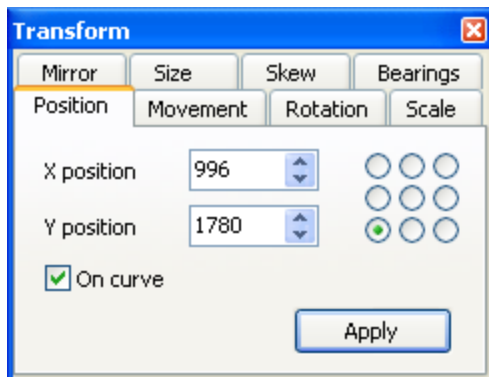 Transform
Mirror Size Skew Bearings
Position Movement Rotation Scale
X position 996
Y position 1780
On curve
Apply